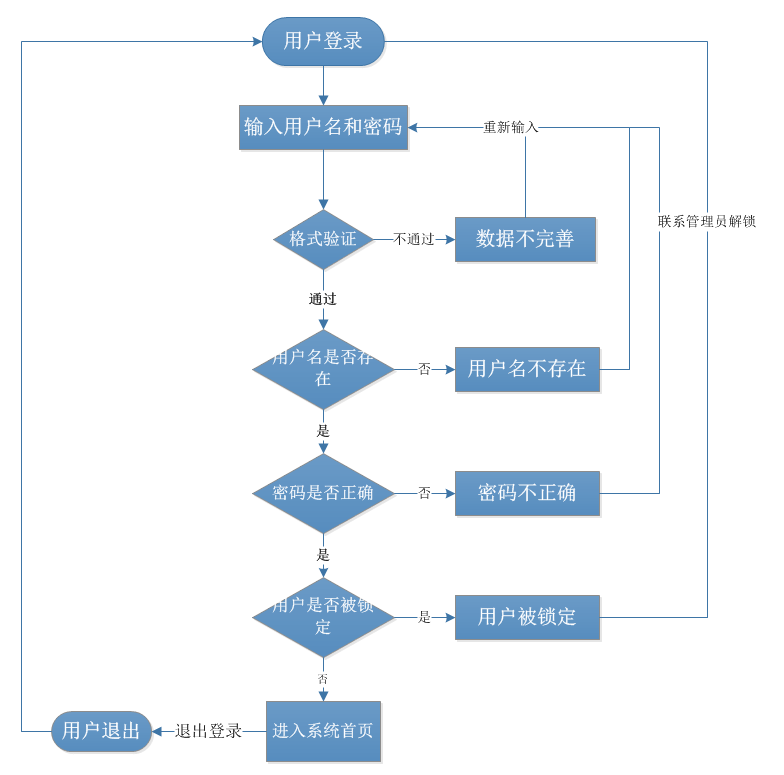 用户登录
输入用户名和密码
重新输入
联系管理员解锁
格式验证
不通过
数据不完善
通过
用户名是否存
在
否
用户名不存在
是
密码是否正确
否
密码不正确
是
用户是否被锁
定
是
用户被锁定
否
用户退出
退出登录
进入系统首页